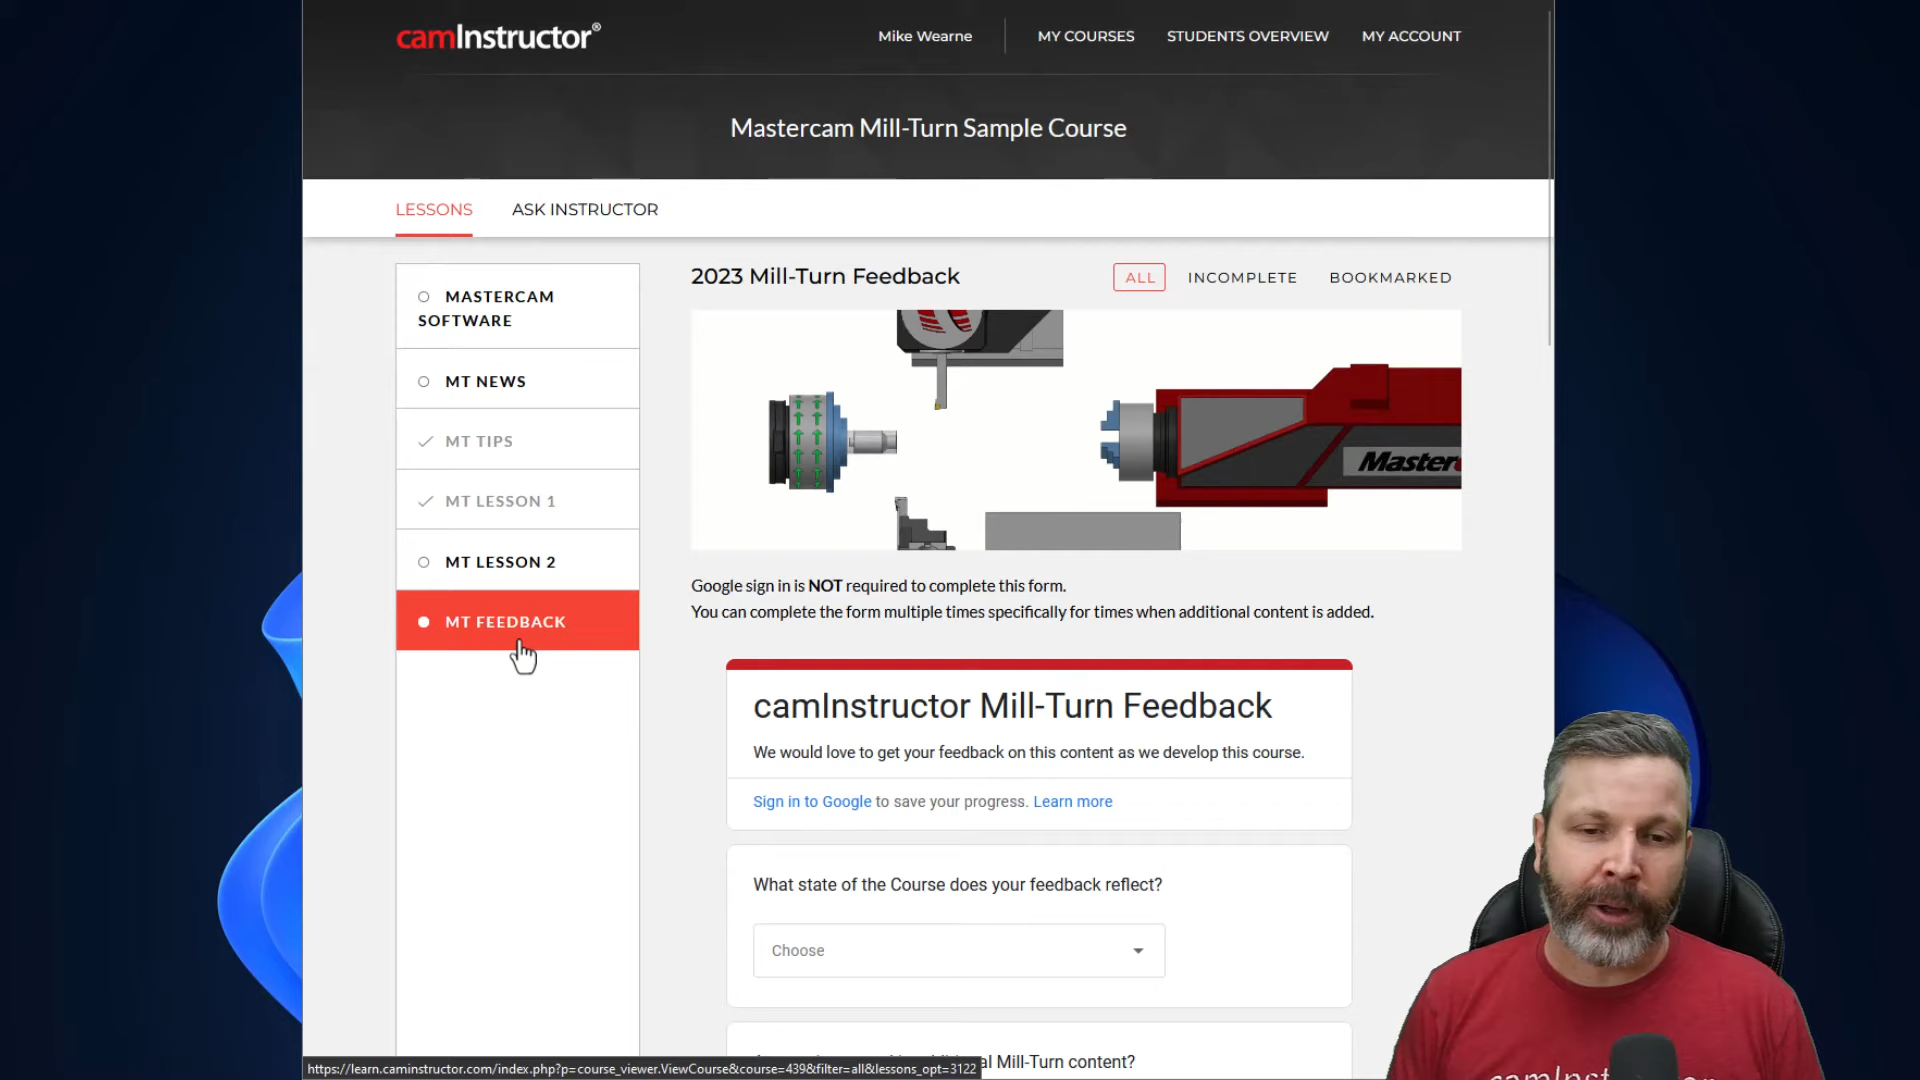 camInstructor®
Mike Wearne
MY COURSES
STUDENTS OVERVIEW
MY ACCOUNT
Mastercam Mill-Turn Sample Course
LESSONS
ASK INSTRUCTOR
MASTERCAM
SOFTWARE
MT NEWS
MT TIPS
MT LESSON 1
MT LESSON 2
MT FEEDBACK
2023 Mill-Turn Feedback
ALL
INCOMPLETE
BOOKMARKED
Google sign in is NOT required to complete this form.
You can complete the form multiple times specifically for times when additional content is added.
camInstructor Mill-Turn Feedback
We would love to get your feedback on this content as we develop this course.
Sign in to Google to save your progress. Learn more
What state of the Course does your feedback reflect?
Choose
Mill-Turn content?
https://learn.caminstructor.com/index.php?p=course_viewer.ViewCourse&course=439&filter=all&lessons_opt=3122